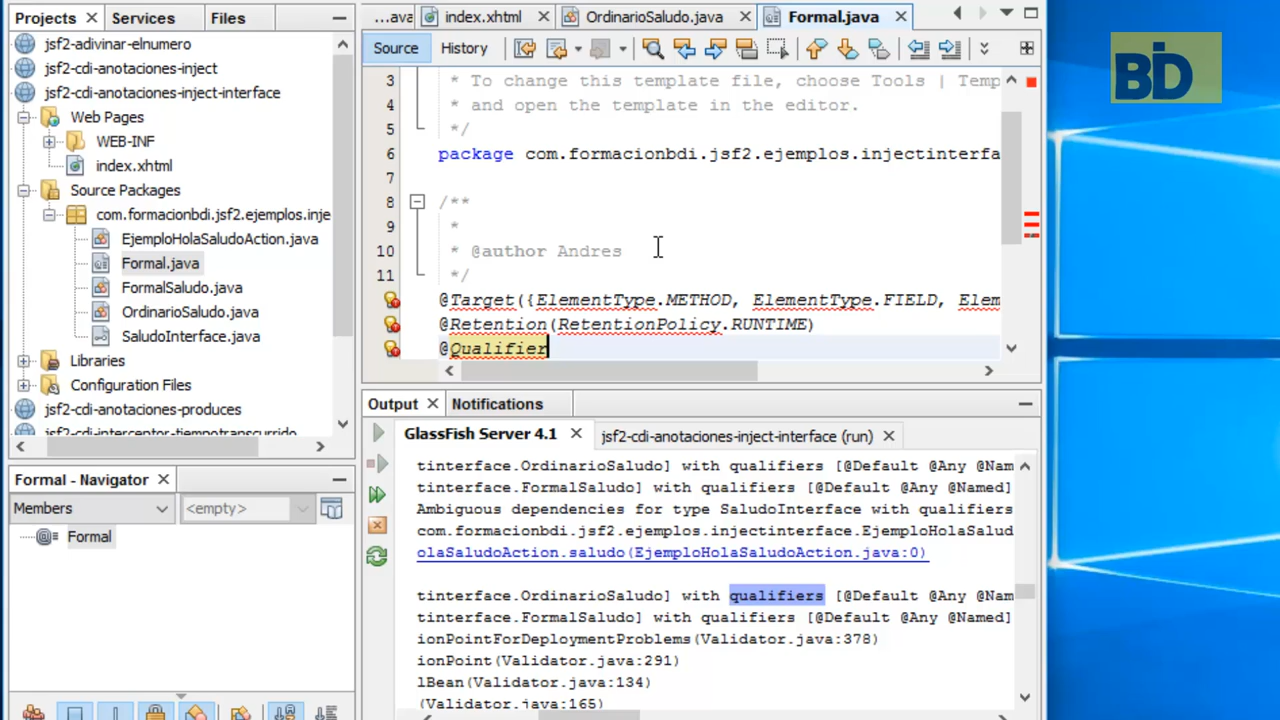 Projects
Services
Files
...ava
index.xhtml
OrdinarioSaludo.java
Formal.java
Source
History
BDI
jsf2-adivinar-elnumero
jsf2-cdi-anotaciones-inject
jsf2-cdi-anotaciones-inject-interface
Web Pages
WEB-INF
index.xhtml
Source Packages
com.formacionbdi.jsf2.ejemplos.inje
EjemploHolaSaludoAction.java
Formal.java
FormalSaludo.java
OrdinarioSaludo.java
SaludoInterface.java
Libraries
Configuration Files
jsf2-cdi-anotaciones-produces
jsf2-cdi-interceptor-tiempotranscurrido
3 * To change this template file, choose Tools | Temp
4 * and open the template in the editor.
5 */
6 package com.formacionbdi.jsf2.ejemplos.injectinterfa
7
8 /**
9 *
10 * @author Andres
11 */
@Target({ElementType.METHOD, ElementType.FIELD, Elem
@Retention(RetentionPolicy.RUNTIME)
@Qualifier
Formal - Navigator
Members
<empty>
Formal
Output
Notifications
GlassFish Server 4.1
jsf2-cdi-anotaciones-inject-interface (run)
tinterface.OrdinarioSaludo] with qualifiers [@Default @Any @Nam
tinterface.FormalSaludo] with qualifiers [@Default @Any @Named]
Ambiguous dependencies for type SaludoInterface with qualifiers
com.formacionbdi.jsf2.ejemplos.injectinterface.EjemploHolaSalud
olaSaludoAction.saludo(EjemploHolaSaludoAction.java:0)
tinterface.OrdinarioSaludo] with qualifiers [@Default @Any @Nam
tinterface.FormalSaludo] with qualifiers [@Default @Any @Named]
ionPointForDeploymentProblems(Validator.java:378)
ionPoint(Validator.java:291)
lBean(Validator.java:134)
(Validator.java:165)